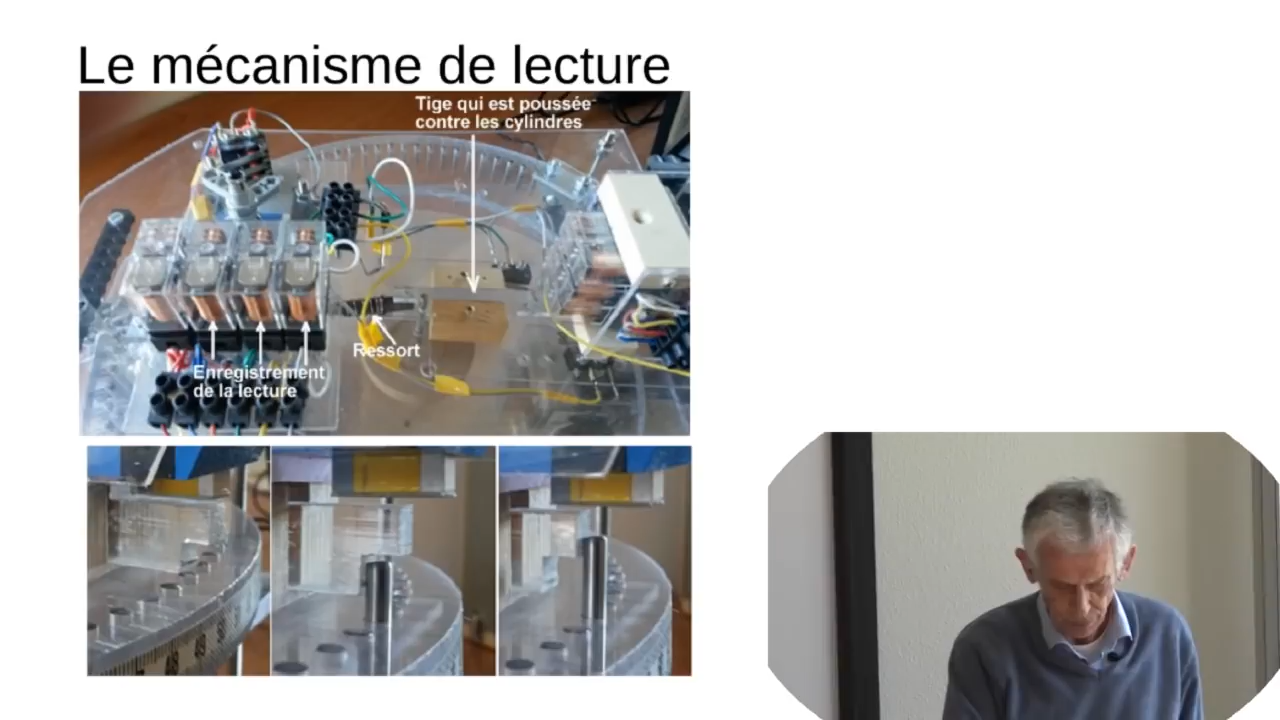 Le mécanisme de lecture
Tige qui est poussée
contre les cylindres
Ressort
Enregistrement
de la lecture